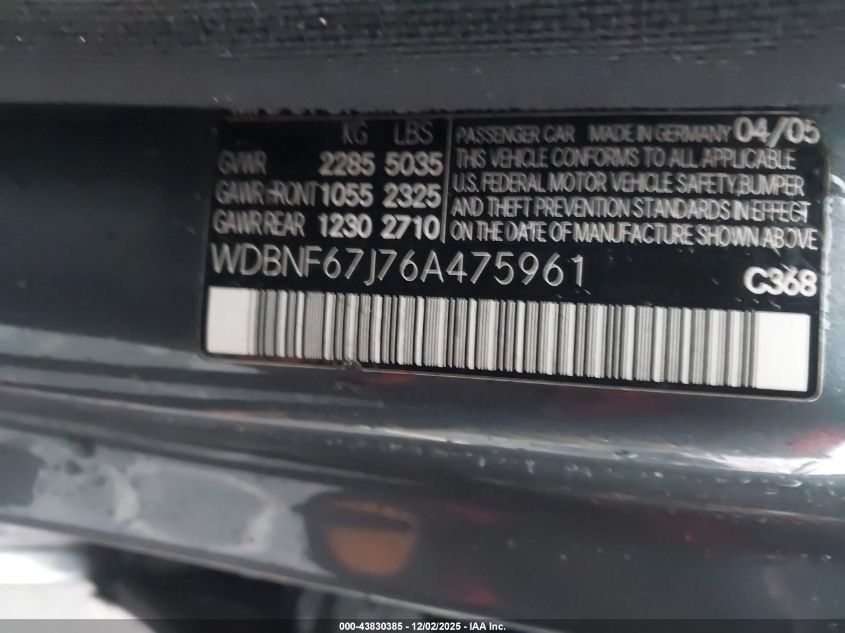 KG LBS
GVWR 2285 5035
GAWR FRONT 1055 2325
GAWR REAR 1230 2710
PASSENGER CAR MADE IN GERMANY 04/05
THIS VEHICLE CONFORMS TO ALL APPLICABLE
U.S. FEDERAL MOTOR VEHICLE SAFETY, BUMPER
AND THEFT PREVENTION STANDARDS IN EFFECT
ON THE DATE OF MANUFACTURE SHOWN ABOVE.
WDBNF67J76A475961
C368
000-43830385 - 12/02/2025 - IAA Inc.